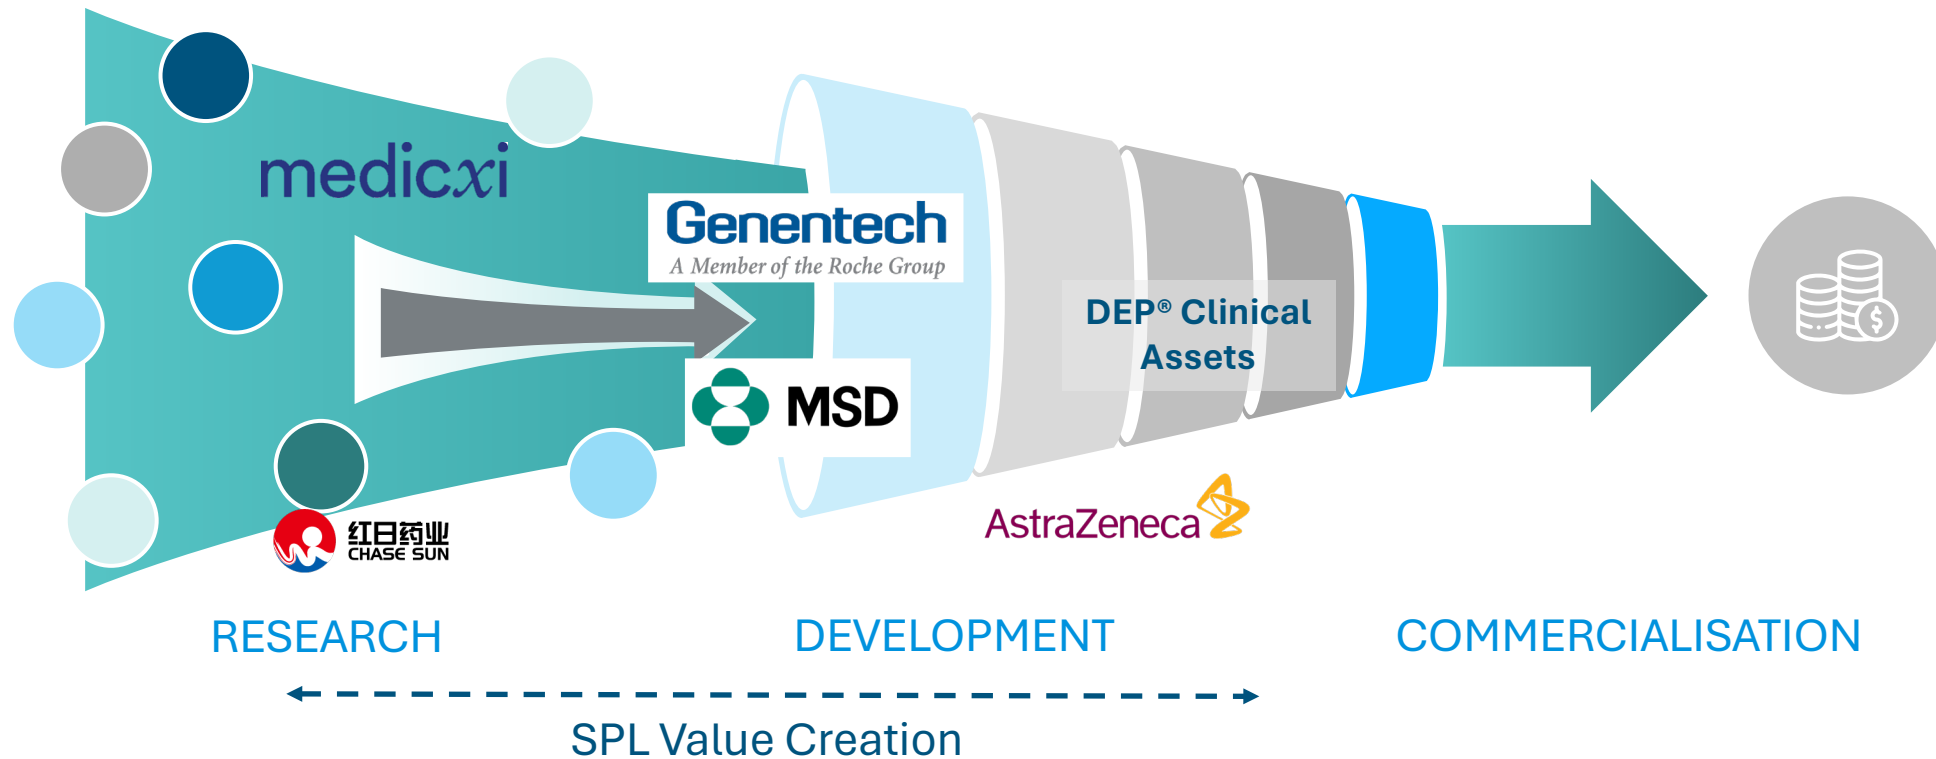 medicxi
Genentech
A Member of the Roche Group
DEP® Clinical
Assets
MSD
AstraZeneca
红日药业
CHASE SUN
RESEARCH
DEVELOPMENT
COMMERCIALISATION
SPL Value Creation